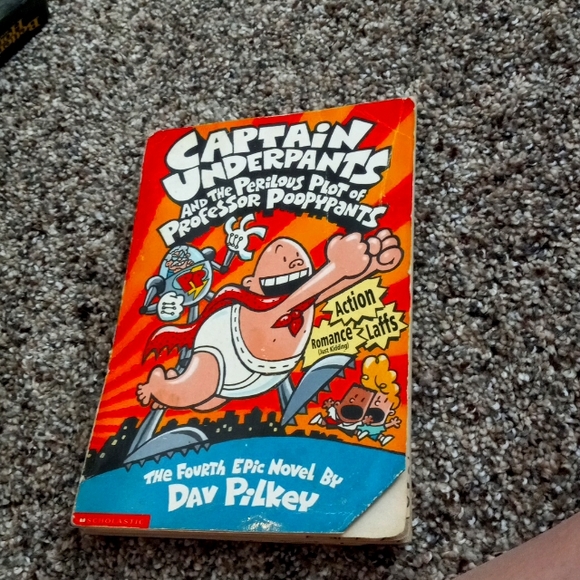 CAPTAIN
UNDERPANTS
AND THE PERILOUS PLOT OF
PROFESSOR POOPYPANTS
Action
Romance
(Just Kidding)
Laffs
THE FOURTH EPIC NOVEL BY
DAV PILKEY
SCHOLASTIC